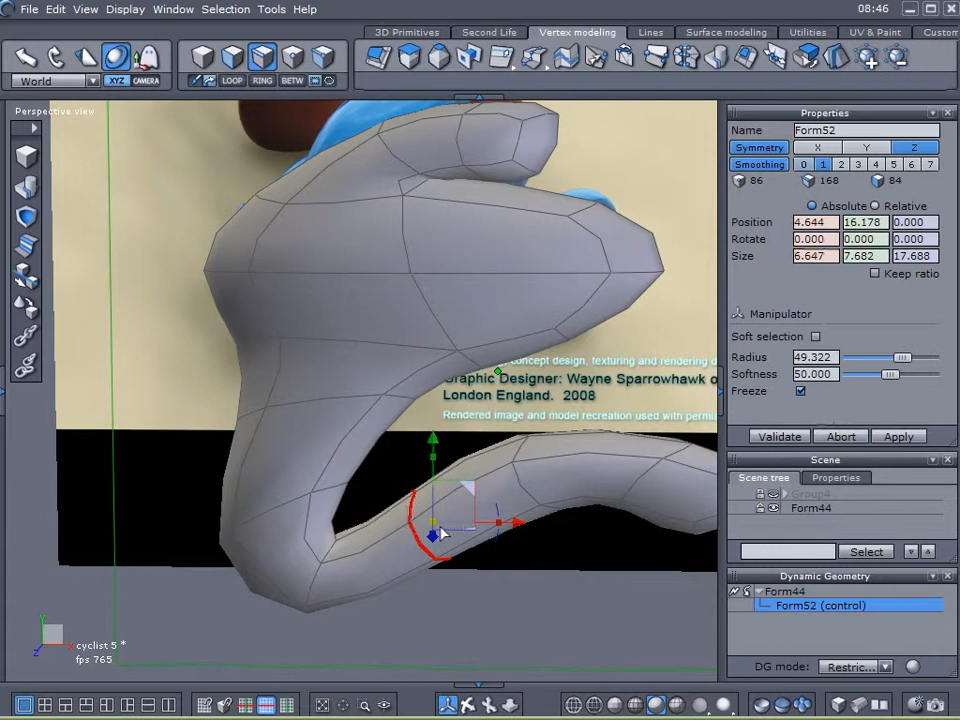 File Edit View Display Window Selection Tools Help 08:46
3D Primitives Second Life Vertex modeling Lines Surface modeling Utilities UV & Paint Custom
World XYZ CAMERA LOOP RING BETW
Perspective view
Properties
Name Form52
Symmetry X Y Z
Smoothing 0 1 2 3 4 5 6 7
86 168 84
Absolute Relative
Position 4.644 16.178 0.000
Rotate 0.000 0.000 0.000
Size 6.647 7.682 17.688
Keep ratio
Manipulator
Soft selection
Radius 49.322
Softness 50.000
Freeze
Validate Abort Apply
Scene
Scene tree Properties
Group4
Form44
Select
Dynamic Geometry
Form44
Form52 (control)
DG mode: Restric...
concept design, texturing and rendering
Graphic Designer: Wayne Sparrowhawk
London England. 2008
Rendered image and model recreation used with
Y
X
Z
cyclist 5 *
fps 765